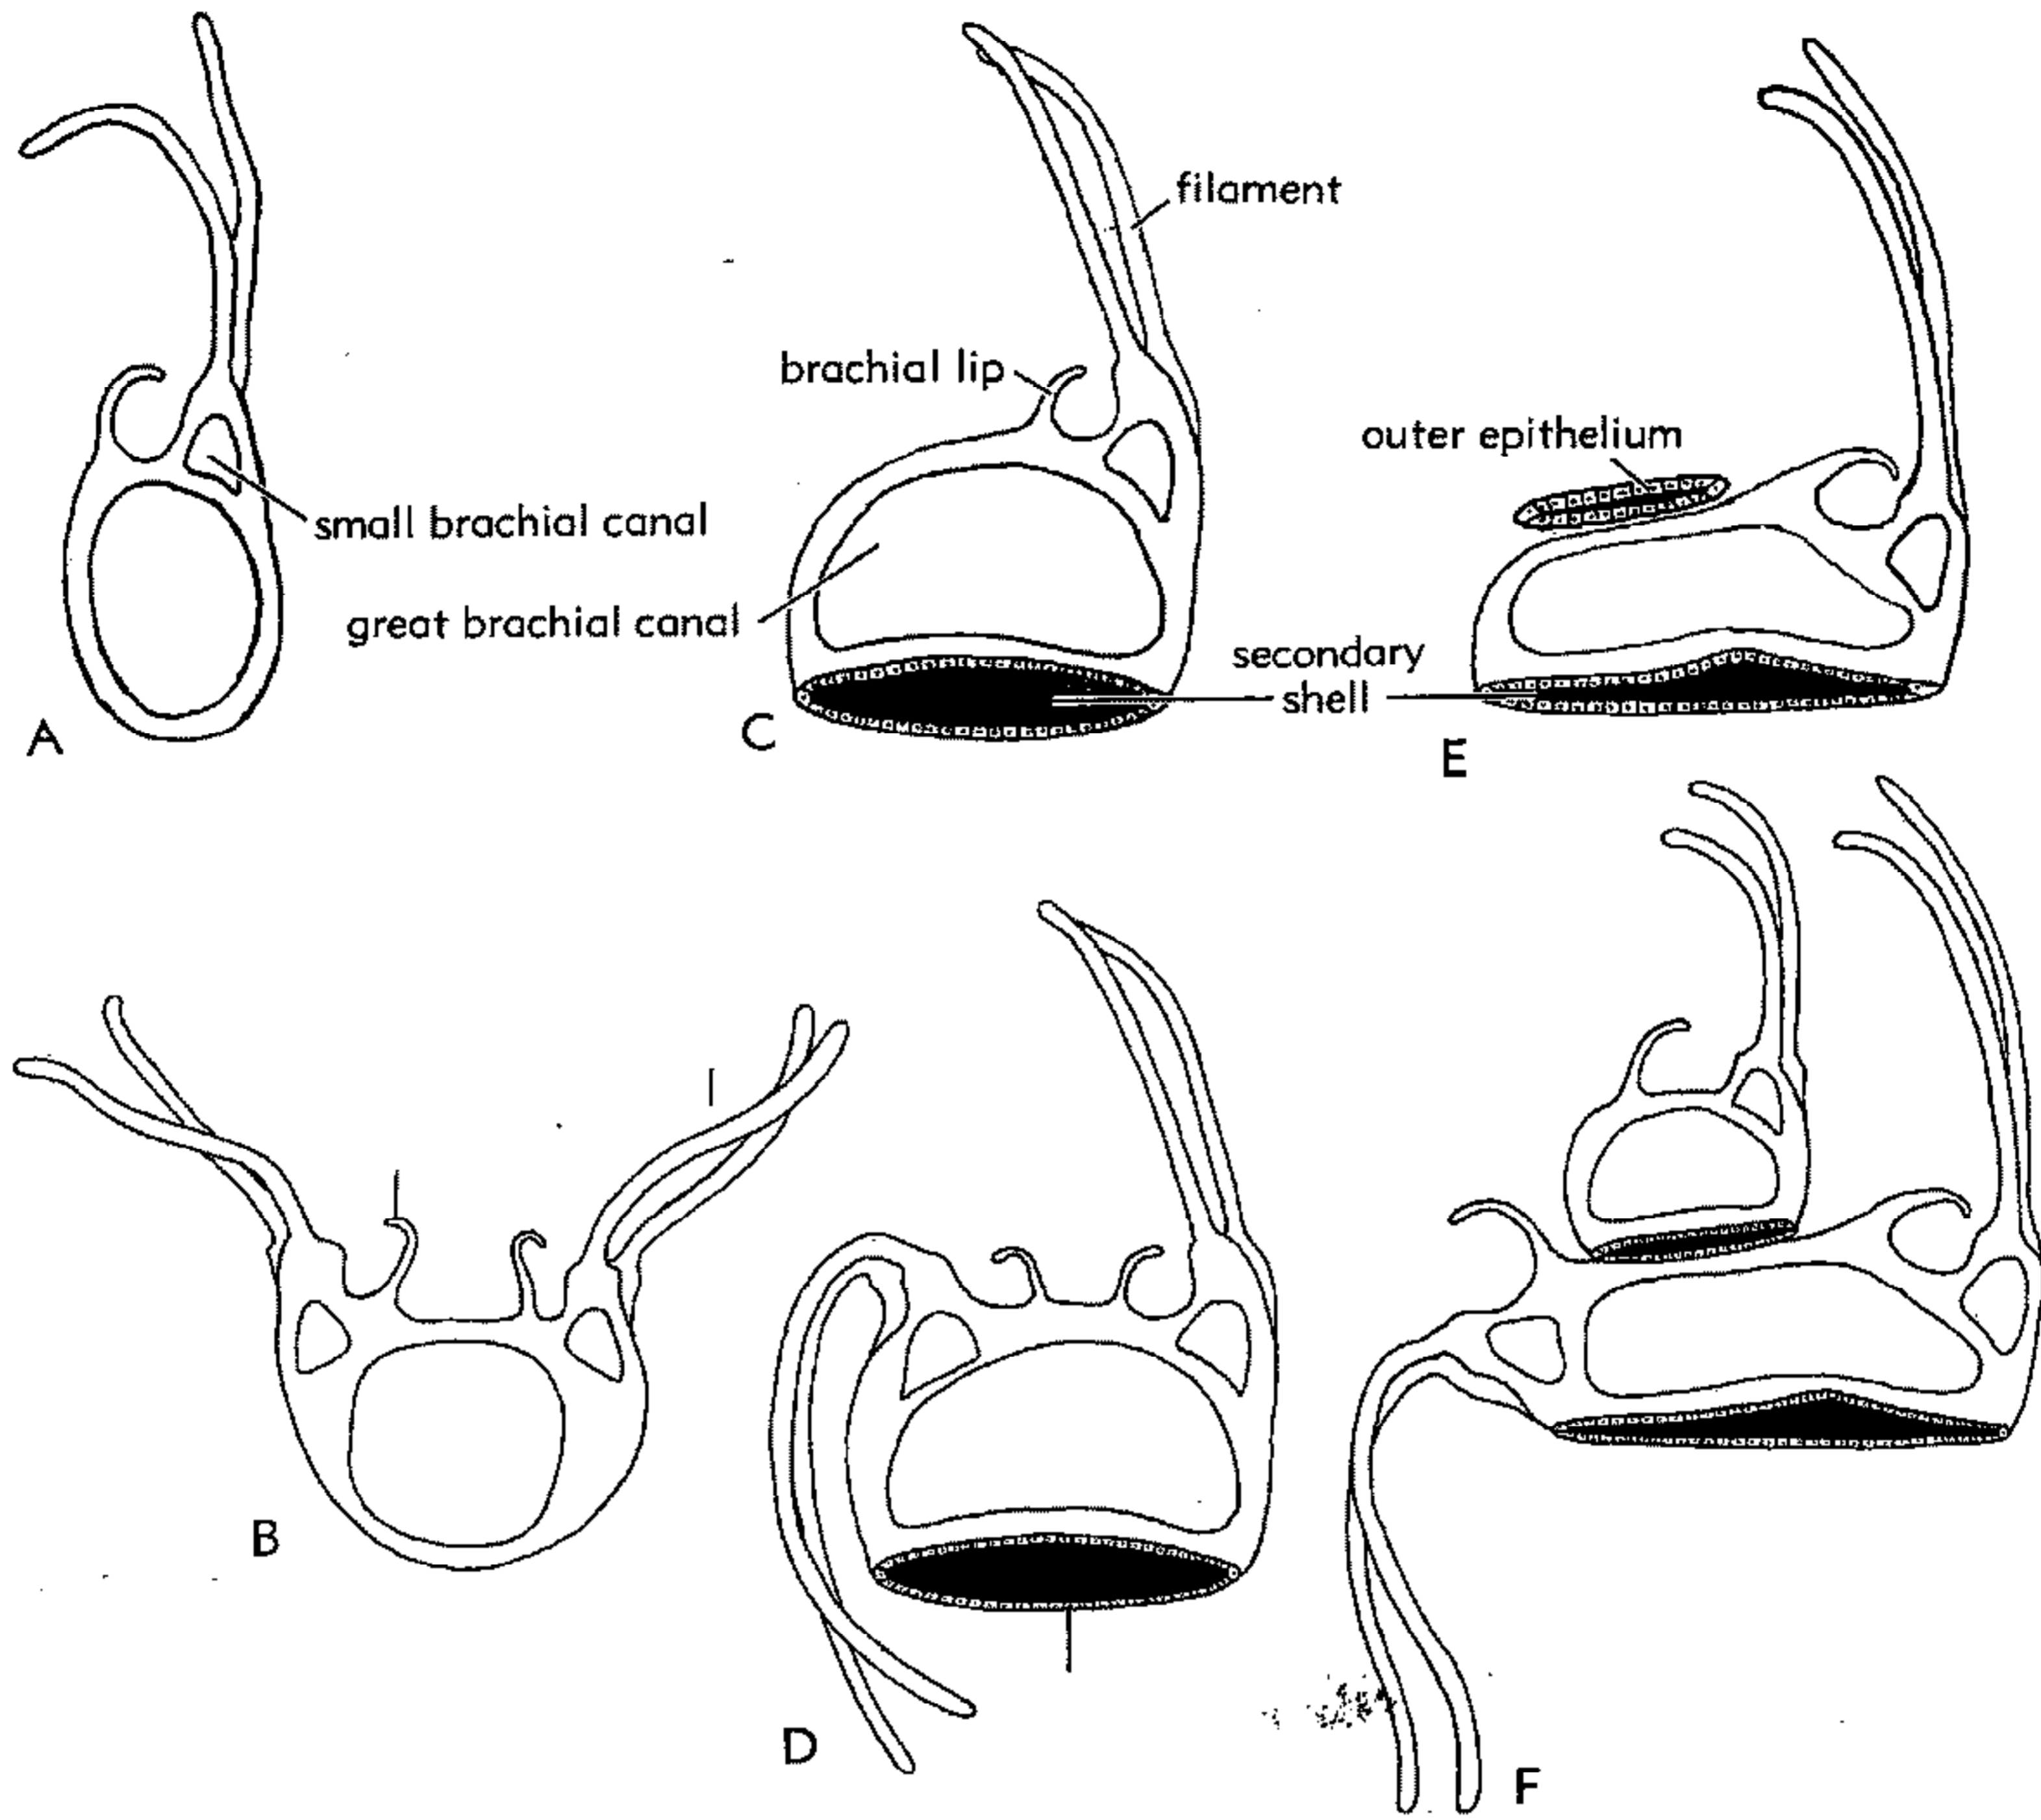 filament
brachial lip
outer epithelium
small brachial canal
great brachial canal
secondary
shell
A
C
E
B
D
F